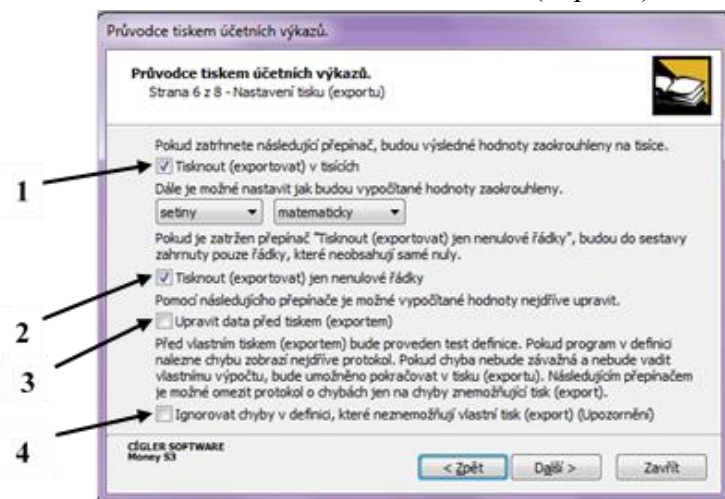 Průvodce tiskem účetních výkazů.
Průvodce tiskem účetních výkazů.
Strana 6 z 8 - Nastavení tisku (exportu)
Pokud zatrhnete následující přepínač, budou výsledné hodnoty zaokrouhleny na tisíce.
1
Tisknout (exportovat) v tisících
Dále je možné nastavit jak budou vypočítané hodnoty zaokrouhleny.
setiny matematicky
Pokud je zatržen přepínač "Tisknout (exportovat) jen nenulové řádky", budou do sestavy
zahrnuty pouze řádky, které neobsahují samé nuly.
2
Tisknout (exportovat) jen nenulové řádky
Pomocí následujícího přepínače je možné vypočítané hodnoty nejdříve upravit.
3
Upravit data před tiskem (exportem)
Před vlastním tiskem (exportem) bude proveden test definice. Pokud program v definici
nalezne chybu zobrazí nejdříve protokol. Pokud chyba nebude závažná a nebude vadit
vlastnímu výpočtu, bude umožněno pokračovat v tisku (exportu). Následujícím přepínačem
je možné omezit protokol o chybách jen na chyby znemožňující tisk (export).
4
Ignorovat chyby v definici, které neznemožňují vlastní tisk (export) (Upozornění)
CÍGLER SOFTWARE
Money S3
< Zpět Další > Zavřít